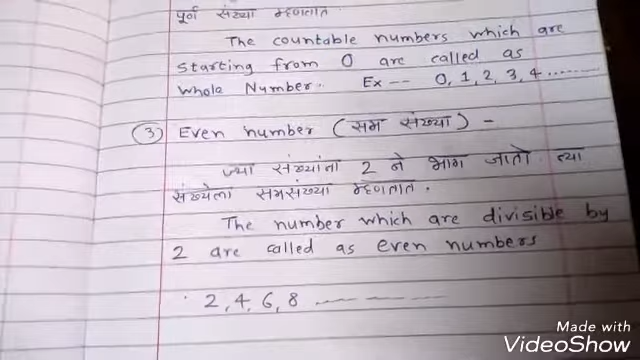 पूर्ण संख्या म्हणतात
The countable numbers which are
starting from 0 are called as
Whole Number. Ex -- 0, 1, 2, 3, 4 ........
③ Even number (सम संख्या) -
ज्या संख्यांना 2 ने भाग जातो त्या
संख्येला समसंख्या म्हणतात.
The number which are divisible by
2 are called as even numbers
2, 4, 6, 8 — — — —
Made with
VideoShow